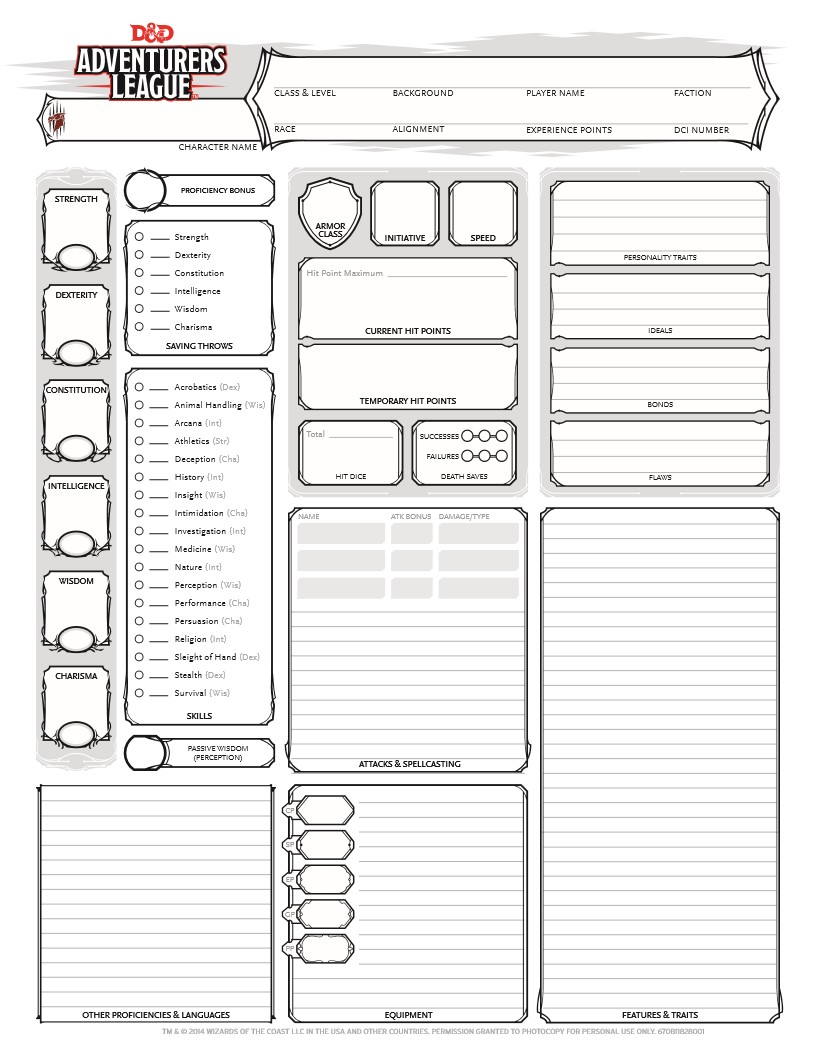 D&D
ADVENTURERS
LEAGUE
CLASS & LEVEL BACKGROUND PLAYER NAME FACTION
RACE ALIGNMENT EXPERIENCE POINTS DCI NUMBER
CHARACTER NAME
STRENGTH
DEXTERITY
CONSTITUTION
INTELLIGENCE
WISDOM
CHARISMA
PROFICIENCY BONUS
Strength
Dexterity
Constitution
Intelligence
Wisdom
Charisma
SAVING THROWS
Acrobatics (Dex)
Animal Handling (Wis)
Arcana (Int)
Athletics (Str)
Deception (Cha)
History (Int)
Insight (Wis)
Intimidation (Cha)
Investigation (Int)
Medicine (Wis)
Nature (Int)
Perception (Wis)
Performance (Cha)
Persuasion (Cha)
Religion (Int)
Sleight of Hand (Dex)
Stealth (Dex)
Survival (Wis)
SKILLS
PASSIVE WISDOM
(PERCEPTION)
OTHER PROFICIENCIES & LANGUAGES
ARMOR
CLASS
INITIATIVE
SPEED
Hit Point Maximum
CURRENT HIT POINTS
TEMPORARY HIT POINTS
Total
HIT DICE
SUCCESSES
FAILURES
DEATH SAVES
NAME ATK BONUS DAMAGE/TYPE
ATTACKS & SPELLCASTING
CP
SP
EP
GP
PP
EQUIPMENT
PERSONALITY TRAITS
IDEALS
BONDS
FLAWS
FEATURES & TRAITS
TM & © 2014 WIZARDS OF THE COAST LLC IN THE USA AND OTHER COUNTRIES. PERMISSION GRANTED TO PHOTOCOPY FOR PERSONAL USE ONLY.